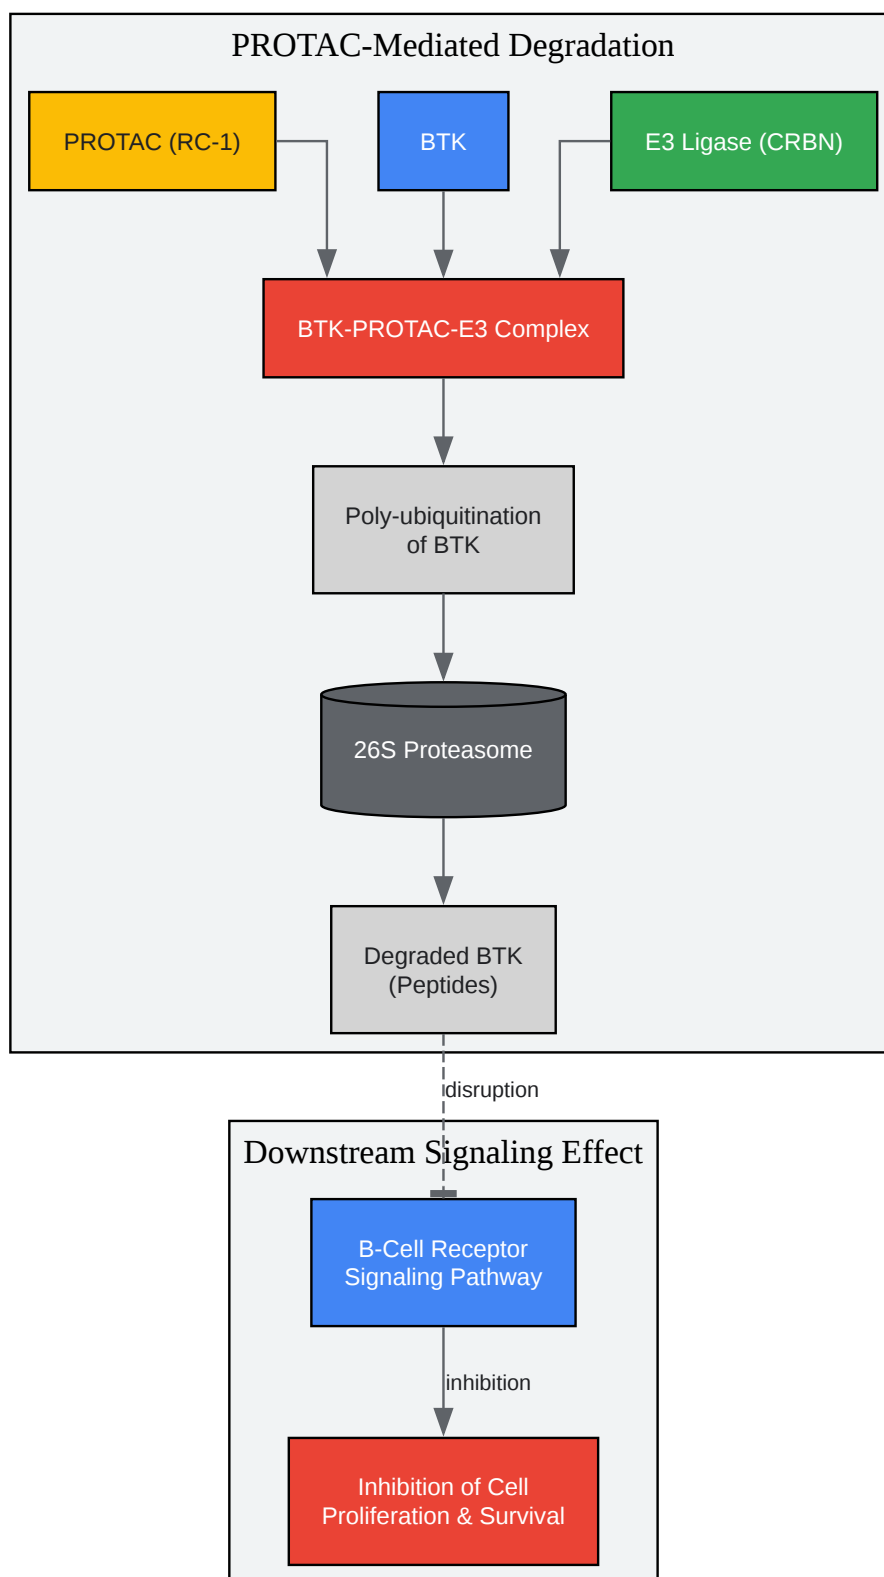 PROTAC-Mediated Degradation
PROTAC (RC-1)
BTK
E3 Ligase (CRBN)
BTK-PROTAC-E3 Complex
Poly-ubiquitination
of BTK
26S Proteasome
Degraded BTK
(Peptides)
disruption
Downstream Signaling Effect
B-Cell Receptor
Signaling Pathway
inhibition
Inhibition of Cell
Proliferation & Survival